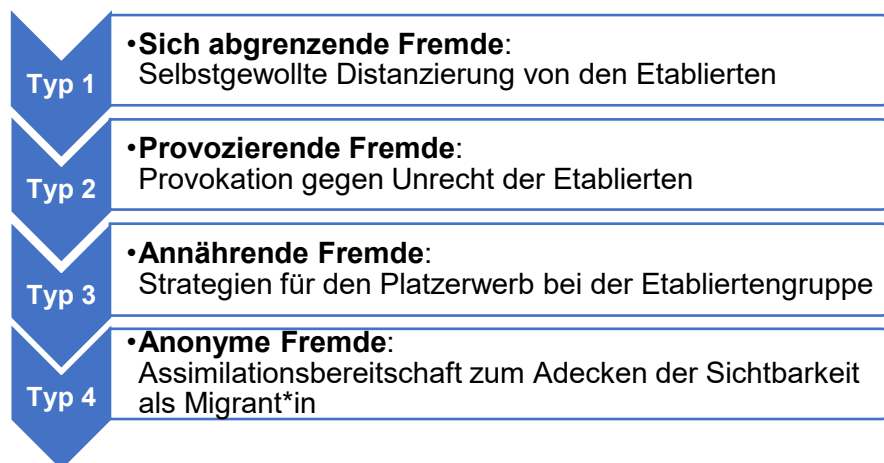 Typ 1
•Sich abgrenzende Fremde:
Selbstgewollte Distanzierung von den Etablierten
Typ 2
•Provozierende Fremde:
Provokation gegen Unrecht der Etablierten
Typ 3
•Annährende Fremde:
Strategien für den Platzerwerb bei der Etabliertengruppe
Typ 4
•Anonyme Fremde:
Assimilationsbereitschaft zum Adecken der Sichtbarkeit
als Migrant*in